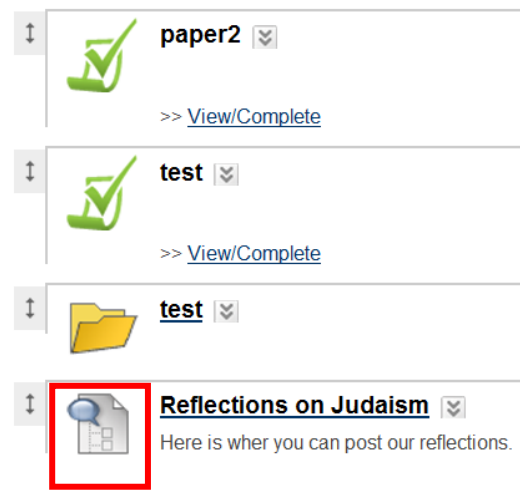 paper2
>> View/Complete
test
>> View/Complete
test
Reflections on Judaism
Here is wher you can post our reflections.